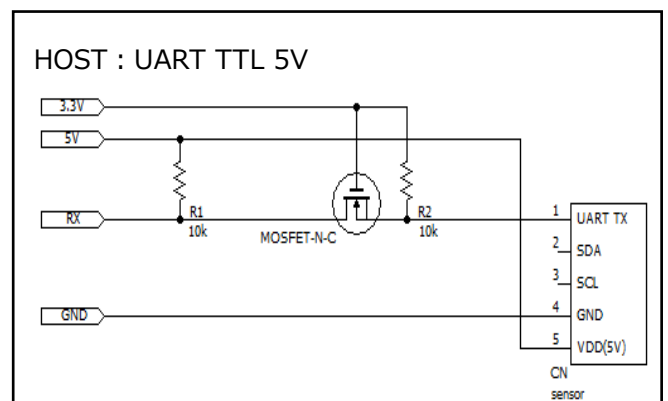 HOST : UART TTL 5V
3.3V
5V
RX
R1
10k
MOSFET-N-C
R2
10k
GND
1
UART TX
2
SDA
3
SCL
4
GND
5
VDD(5V)
CN
sensor